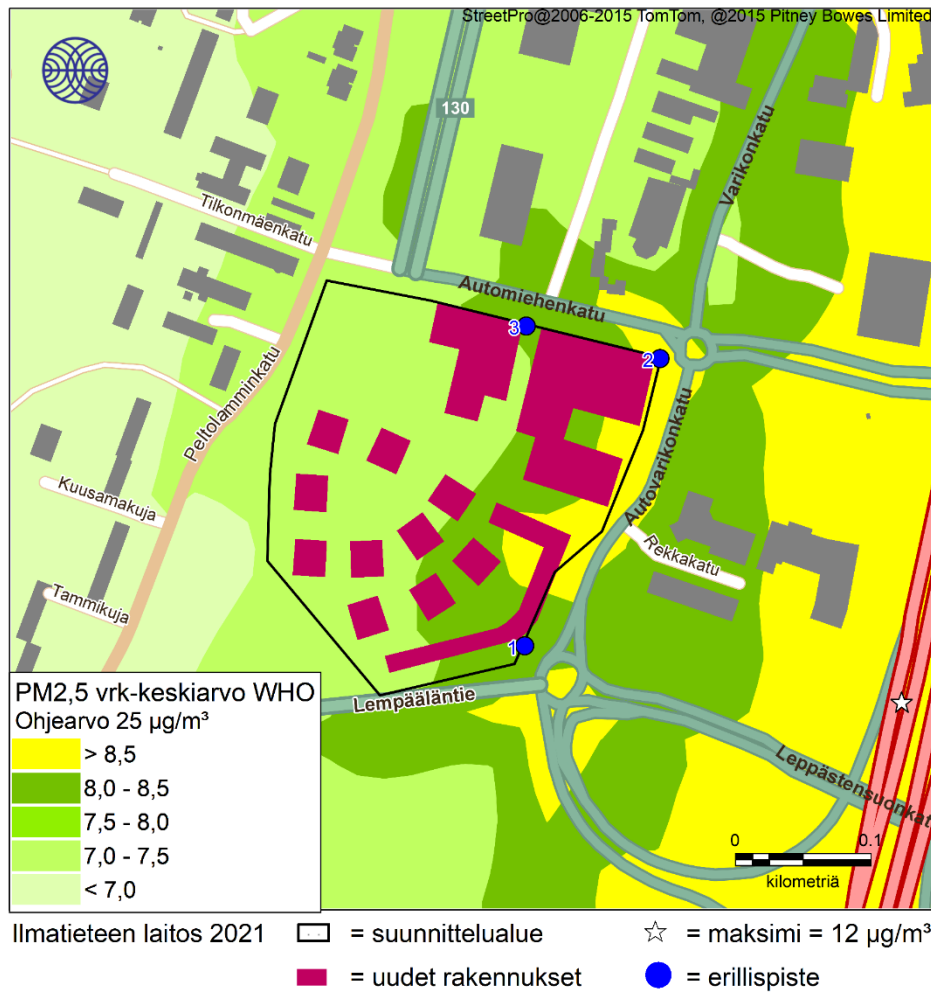 StreetPro@2006-2015 TomTom, @2015 Pitney Bowes Limited
130
Varikonkatu
Tilkonmäenkatu
Automiehenkatu
3
2
Peltolamminkatu
Autovarikonkatu
Kuusamakuja
Rekkakatu
Tammikuja
1
Lempääläntie
Leppästensuonkat
PM2,5 vrk-keskiarvo WHO
Ohjearvo 25 µg/m³
> 8,5
8,0 - 8,5
7,5 - 8,0
7,0 - 7,5
< 7,0
0 0.1
kilometriä
Ilmatieteen laitos 2021 = suunnittelualue = maksimi = 12 µg/m³
= uudet rakennukset = erillispiste